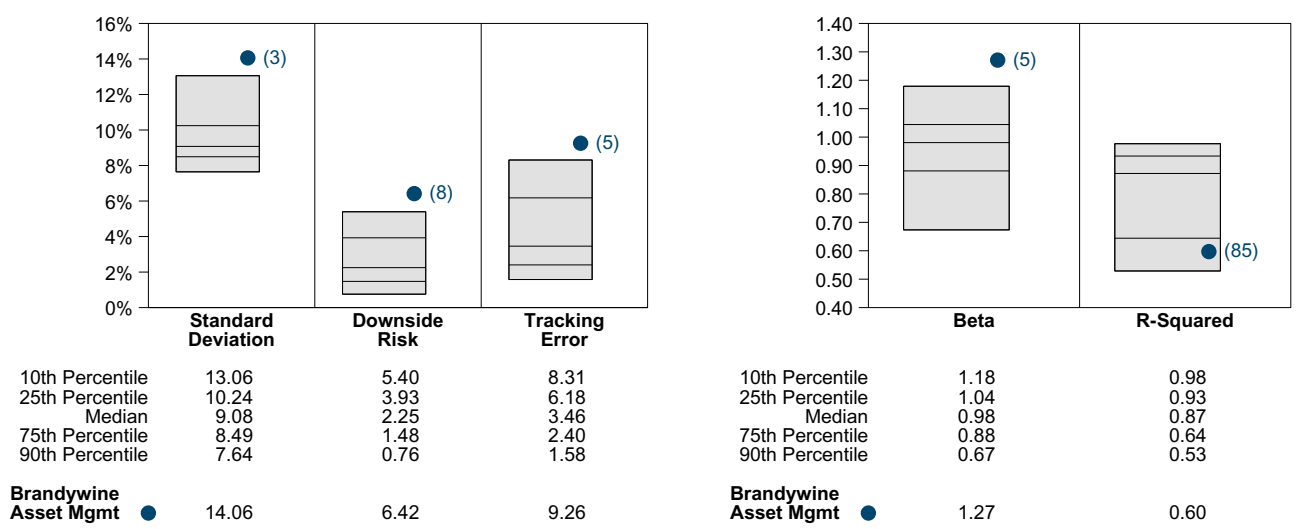 16%
14%
12%
10%
8%
6%
4%
2%
0%
(3)
(8)
(5)
Standard Deviation
Downside Risk
Tracking Error
10th Percentile 13.06 5.40 8.31
25th Percentile 10.24 3.93 6.18
Median 9.08 2.25 3.46
75th Percentile 8.49 1.48 2.40
90th Percentile 7.64 0.76 1.58
Brandywine
Asset Mgmt 14.06 6.42 9.26
1.40
1.30
1.20
1.10
1.00
0.90
0.80
0.70
0.60
0.50
0.40
(5)
(85)
Beta
R-Squared
10th Percentile 1.18 0.98
25th Percentile 1.04 0.93
Median 0.98 0.87
75th Percentile 0.88 0.64
90th Percentile 0.67 0.53
Brandywine
Asset Mgmt 1.27 0.60